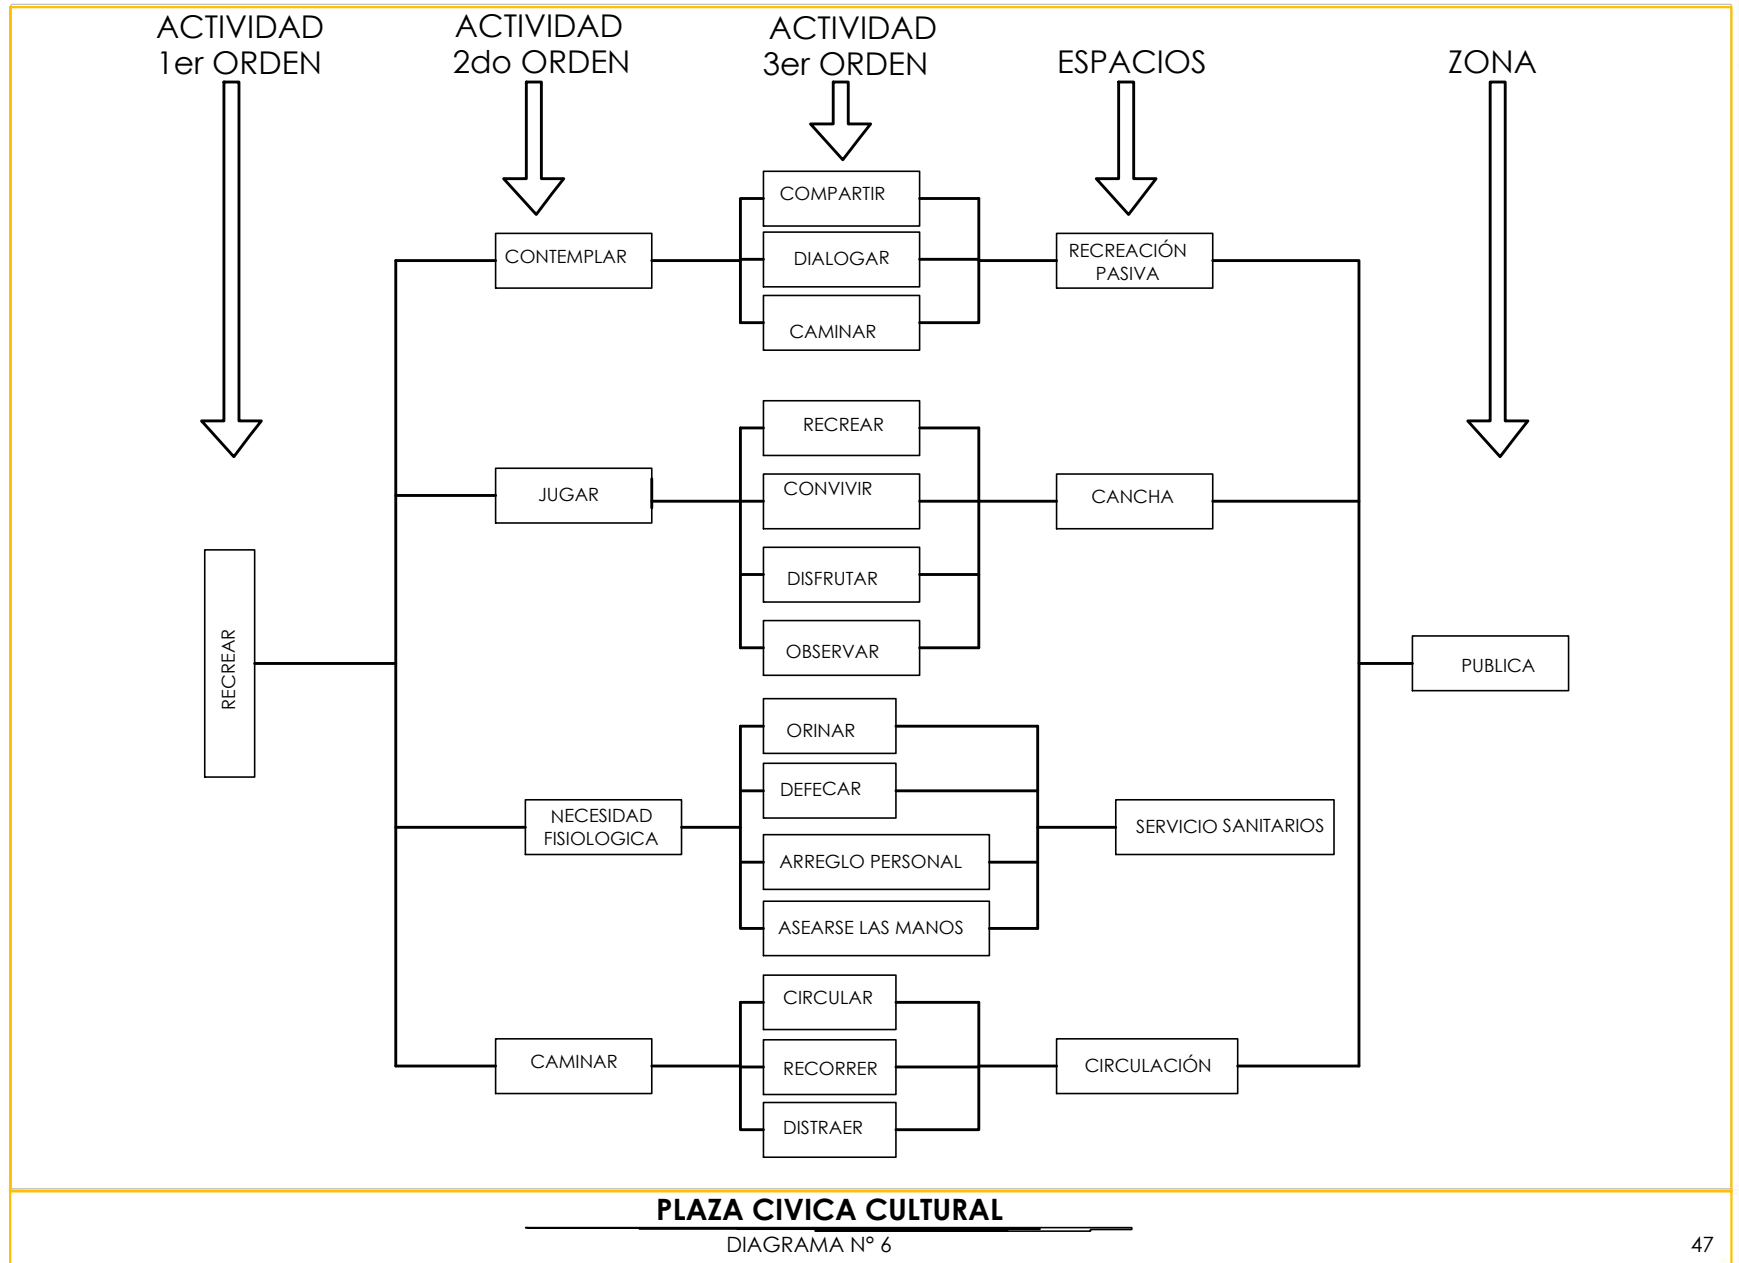 ACTIVIDAD
1er ORDEN
ACTIVIDAD
2do ORDEN
ACTIVIDAD
3er ORDEN
ESPACIOS
ZONA
RECREAR
CONTEMPLAR
COMPARTIR
DIALOGAR
CAMINAR
RECREACIÓN
PASIVA
JUGAR
RECREAR
CONVIVIR
DISFRUTAR
OBSERVAR
CANCHA
NECESIDAD
FISIOLOGICA
ORINAR
DEFECAR
ARREGLO PERSONAL
ASEARSE LAS MANOS
SERVICIO SANITARIOS
CAMINAR
CIRCULAR
RECORRER
DISTRAER
CIRCULACIÓN
PUBLICA
PLAZA CIVICA CULTURAL
DIAGRAMA N° 6
47